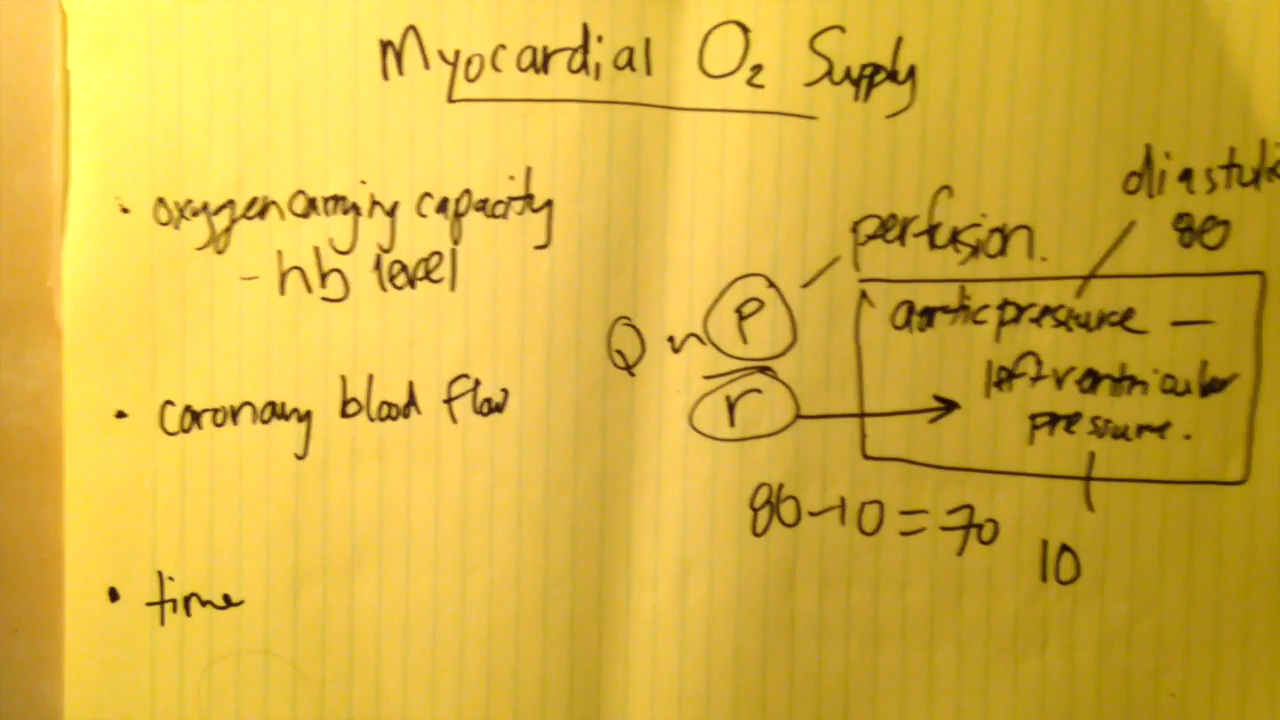 Myocardial O2 Supply
• oxygen carrying capacity
- hb level
• coronary blood flow
• time
Q ~ P
r
perfusion.
diastolic
80
aortic pressure —
left ventricular
pressure.
10
80-10=70